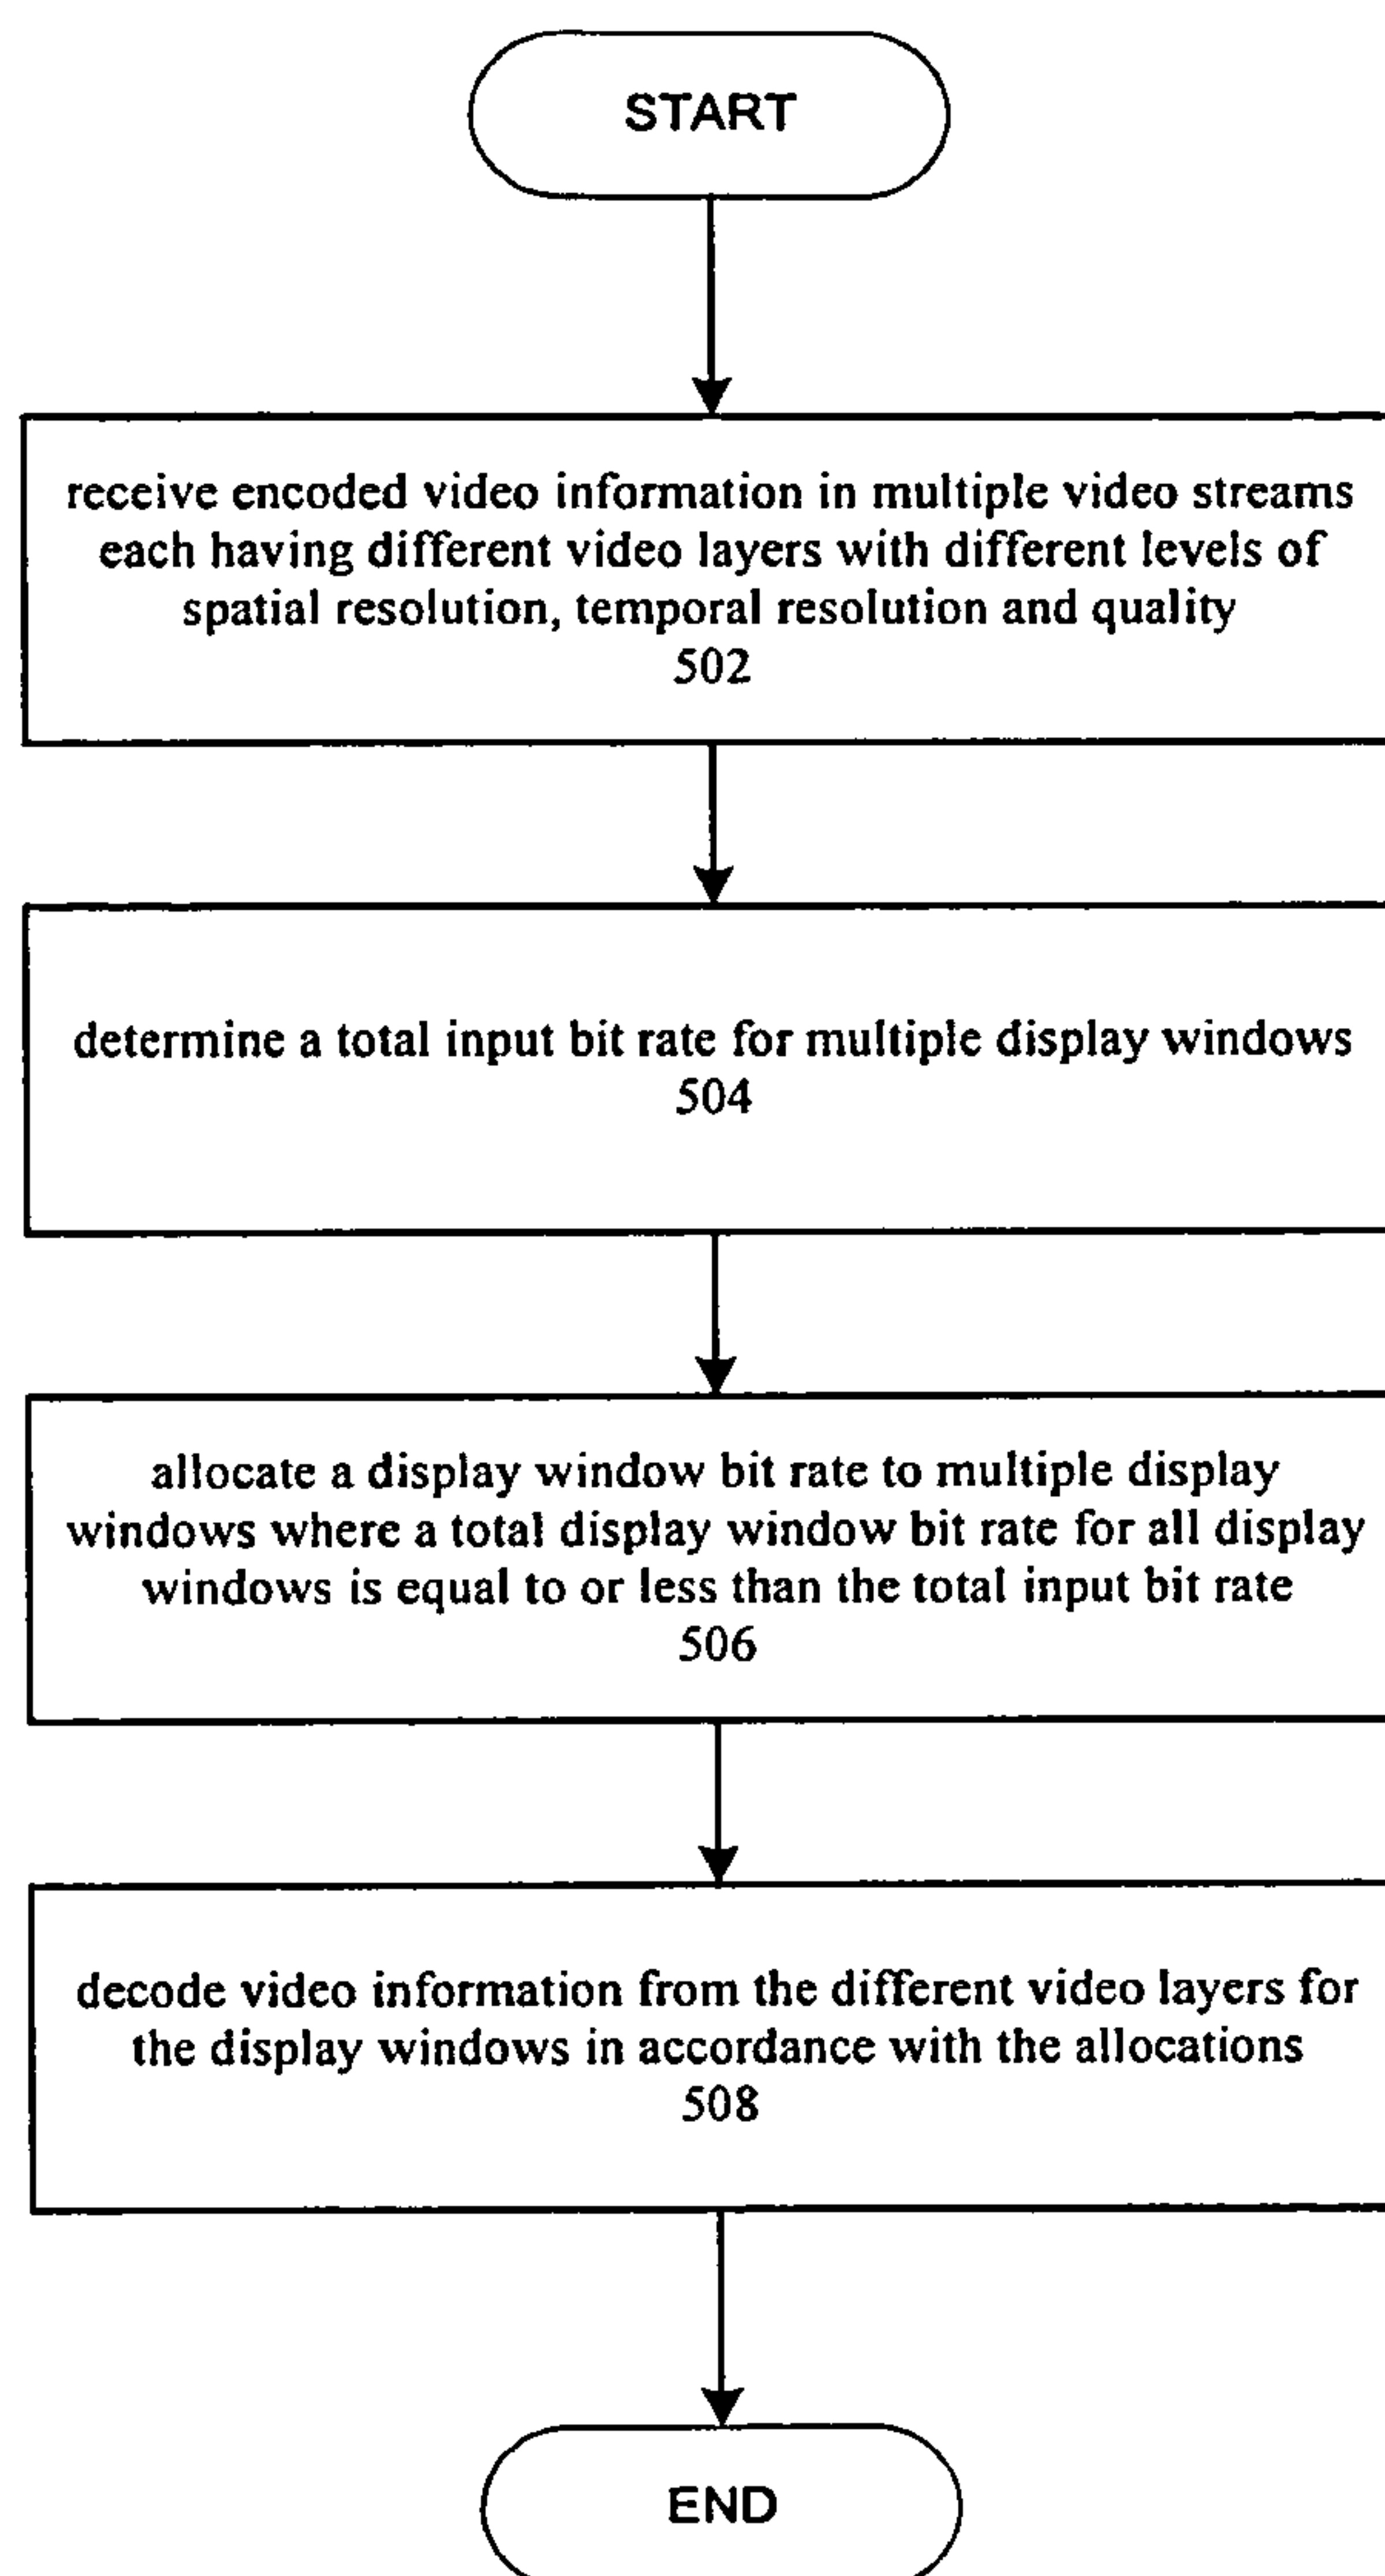 START
receive encoded video information in multiple video streams
each having different video layers with different levels of
spatial resolution, temporal resolution and quality
502
determine a total input bit rate for multiple display windows
504
allocate a display window bit rate to multiple display
windows where a total display window bit rate for all display
windows is equal to or less than the total input bit rate
506
decode video information from the different video layers for
the display windows in accordance with the allocations
508
END